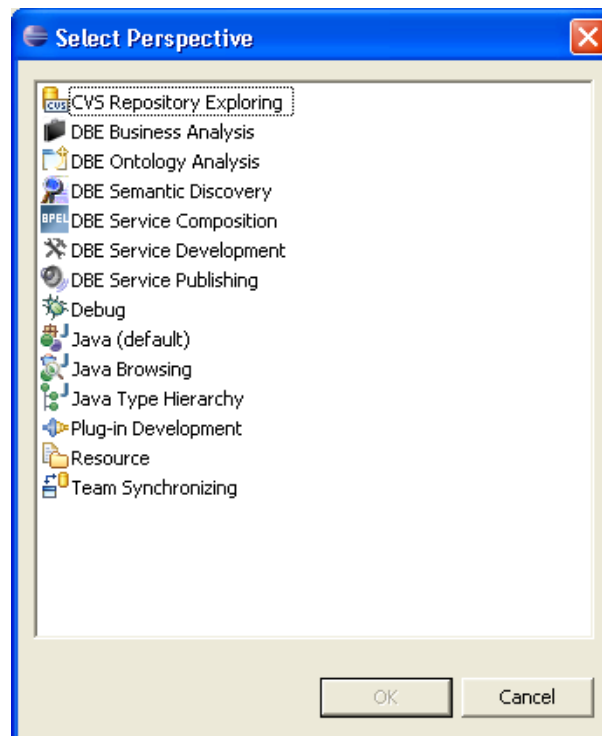 Select Perspective
CVS CVS Repository Exploring
DBE Business Analysis
DBE Ontology Analysis
DBE Semantic Discovery
BPEL DBE Service Composition
DBE Service Development
DBE Service Publishing
Debug
Java (default)
Java Browsing
Java Type Hierarchy
Plug-in Development
Resource
Team Synchronizing
OK Cancel